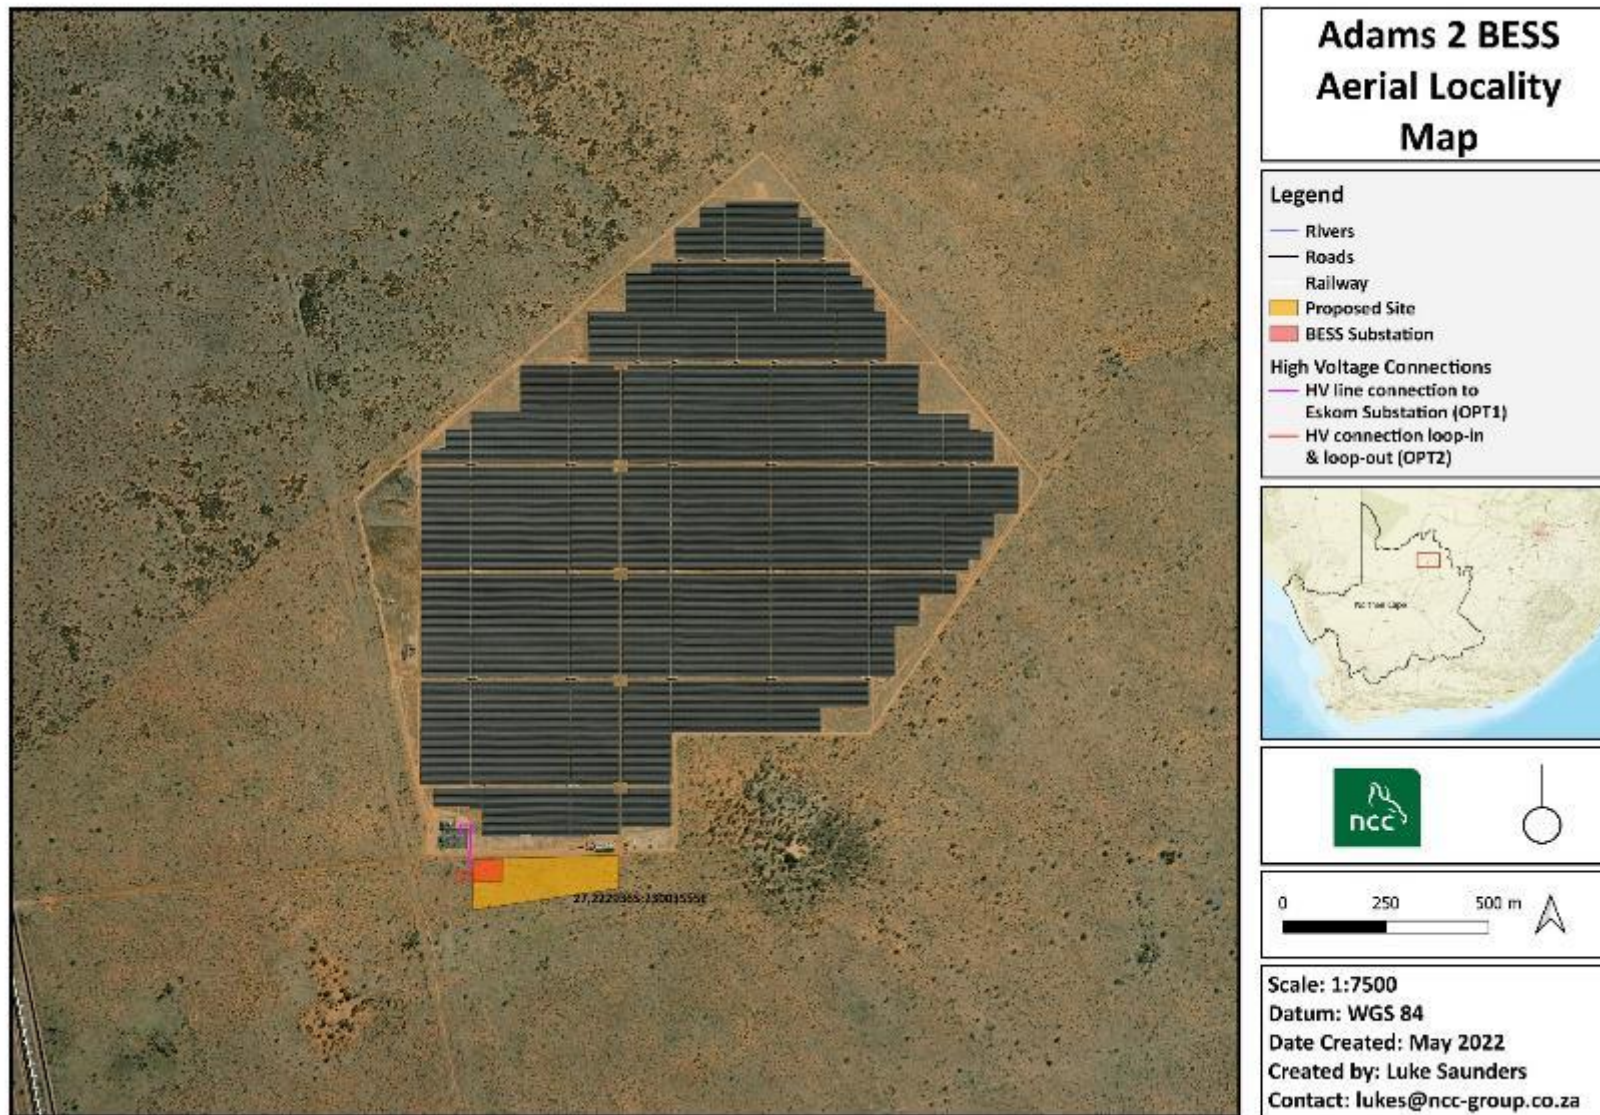 Adams 2 BESS
Aerial Locality
Map
Legend
Rivers
Roads
Railway
Proposed Site
BESS Substation
High Voltage Connections
HV line connection to
Eskom Substation (OPT1)
HV connection loop-in
& loop-out (OPT2)
Northern Cape
ncc
0 250 500 m
Scale: 1:7500
Datum: WGS 84
Date Created: May 2022
Created by: Luke Saunders
Contact: lukes@ncc-group.co.za